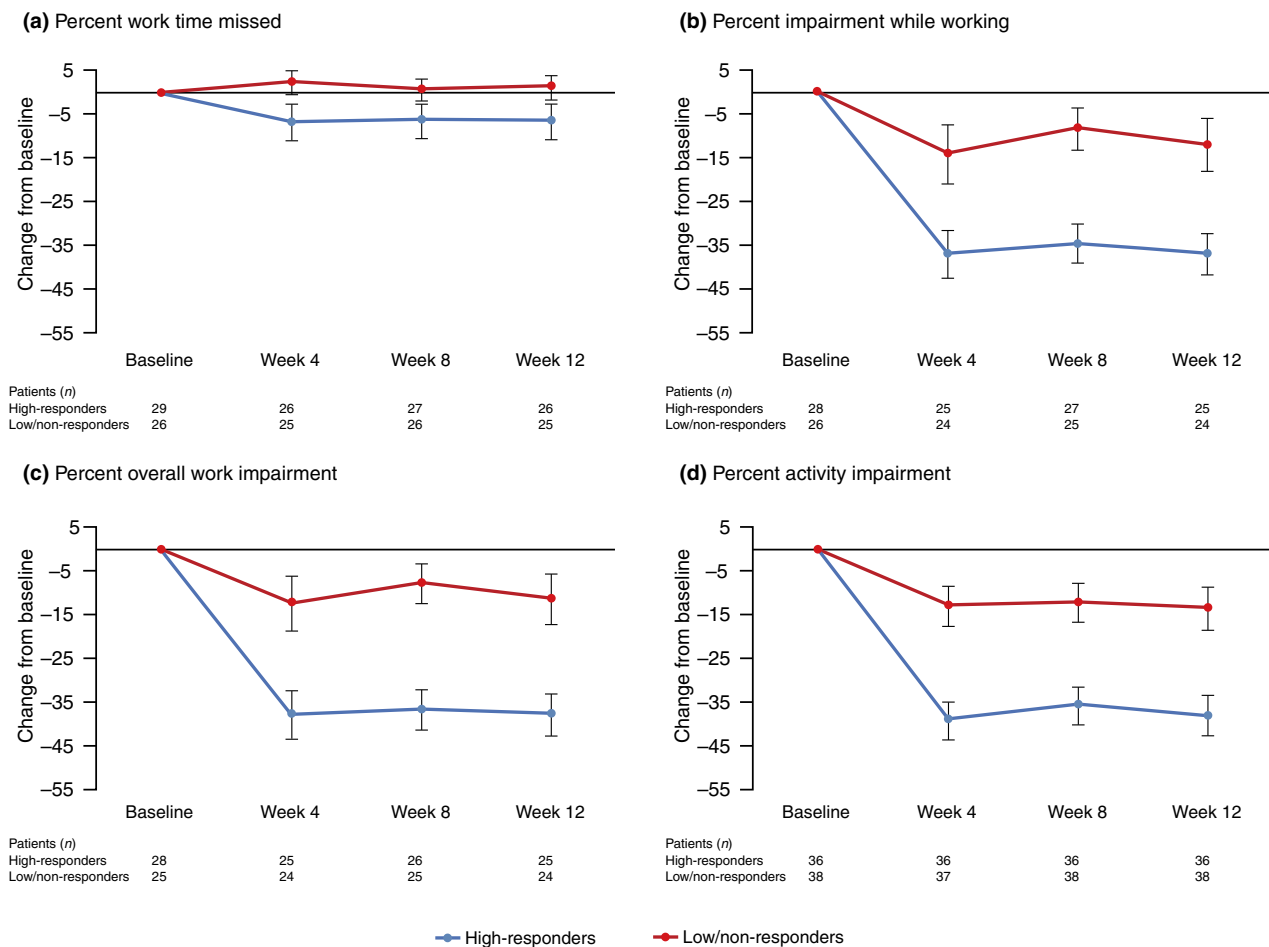 (a) Percent work time missed
Change from baseline
5
–5
–15
–25
–35
–45
–55
Baseline Week 4 Week 8 Week 12
Patients (n)
High-responders 29 26 27 26
Low/non-responders 26 25 26 25
(b) Percent impairment while working
Change from baseline
5
–5
–15
–25
–35
–45
–55
Baseline Week 4 Week 8 Week 12
Patients (n)
High-responders 28 25 27 25
Low/non-responders 26 24 25 24
(c) Percent overall work impairment
Change from baseline
5
–5
–15
–25
–35
–45
–55
Baseline Week 4 Week 8 Week 12
Patients (n)
High-responders 28 25 26 25
Low/non-responders 25 24 25 24
(d) Percent activity impairment
Change from baseline
5
–5
–15
–25
–35
–45
–55
Baseline Week 4 Week 8 Week 12
Patients (n)
High-responders 36 36 36 36
Low/non-responders 38 37 38 38
High-responders Low/non-responders